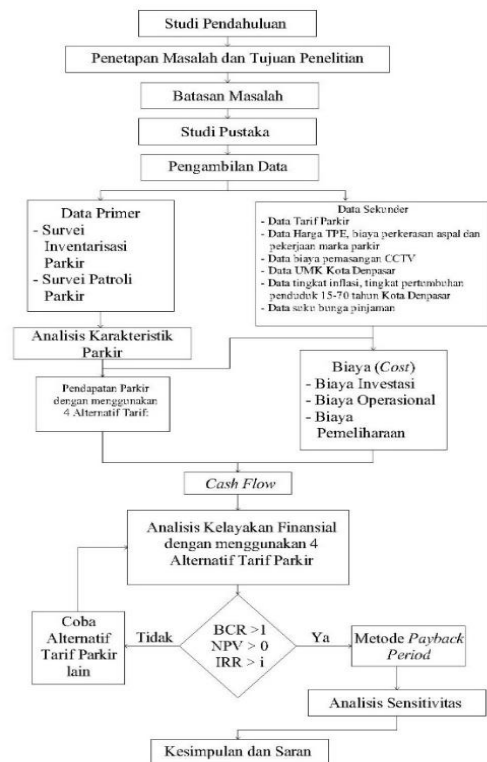 Studi Pendahuluan
Penetapan Masalah dan Tujuan Penelitian
Batasan Masalah
Studi Pustaka
Pengambilan Data
Data Primer
- Survei
Inventarisasi
Parkir
- Survei Patroli
Parkir
Data Sekunder
- Data Tarif Parkir
- Data Harga TPE, biaya perkerasan aspal dan
pekerjaan marka parkir
- Data biaya pemasangan CCTV
- Data UMK Kota Denpasar
- Data tingkat inflasi, tingkat pertumbuhan
penduduk 15-70 tahun Kota Denpasar
- Data suku bunga pinjaman
Analisis Karakteristik
Parkir
Pendapatan Parkir
dengan menggunakan
4 Alternatif Tarif:
Biaya (Cost)
- Biaya Investasi
- Biaya Operasional
- Biaya
Pemeliharaan
Cash Flow
Analisis Kelayakan Finansial
dengan menggunakan 4
Alternatif Tarif Parkir
Coba
Alternatif
Tarif Parkir
lain
Tidak
BCR >1
NPV > 0
IRR > i
Ya
Metode Payback
Period
Analisis Sensitivitas
Kesimpulan dan Saran